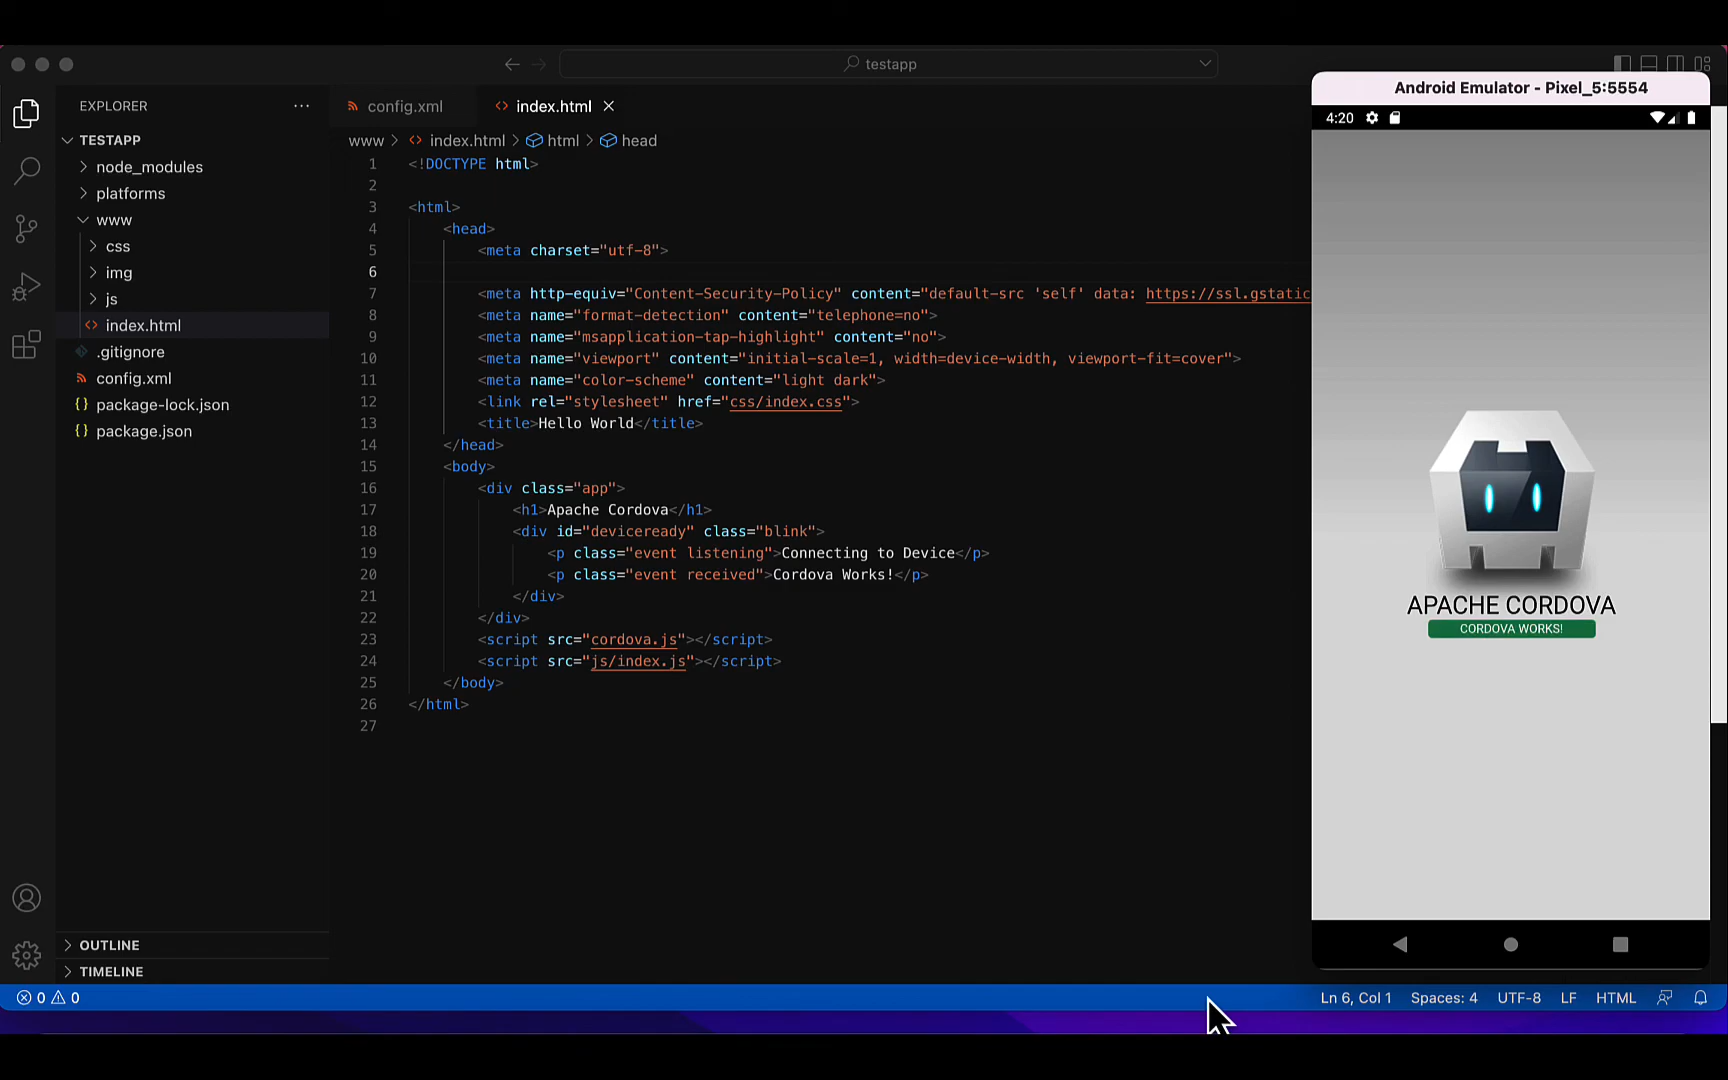 testapp
EXPLORER
TESTAPP
node_modules
platforms
www
css
img
js
index.html
.gitignore
config.xml
package-lock.json
package.json
OUTLINE
TIMELINE
config.xml
index.html
www > index.html > html > head
1 <!DOCTYPE html>
2
3 <html>
4 <head>
5 <meta charset="utf-8">
6
7 <meta http-equiv="Content-Security-Policy" content="default-src 'self' data: https://ssl.gstatic
8 <meta name="format-detection" content="telephone=no">
9 <meta name="msapplication-tap-highlight" content="no">
10 <meta name="viewport" content="initial-scale=1, width=device-width, viewport-fit=cover">
11 <meta name="color-scheme" content="light dark">
12 <link rel="stylesheet" href="css/index.css">
13 <title>Hello World</title>
14 </head>
15 <body>
16 <div class="app">
17 <h1>Apache Cordova</h1>
18 <div id="deviceready" class="blink">
19 <p class="event listening">Connecting to Device</p>
20 <p class="event received">Cordova Works!</p>
21 </div>
22 </div>
23 <script src="cordova.js"></script>
24 <script src="js/index.js"></script>
25 </body>
26 </html>
27
Android Emulator - Pixel_5:5554
4:20
APACHE CORDOVA
CORDOVA WORKS!
0 0
Ln 6, Col 1 Spaces: 4 UTF-8 LF HTML